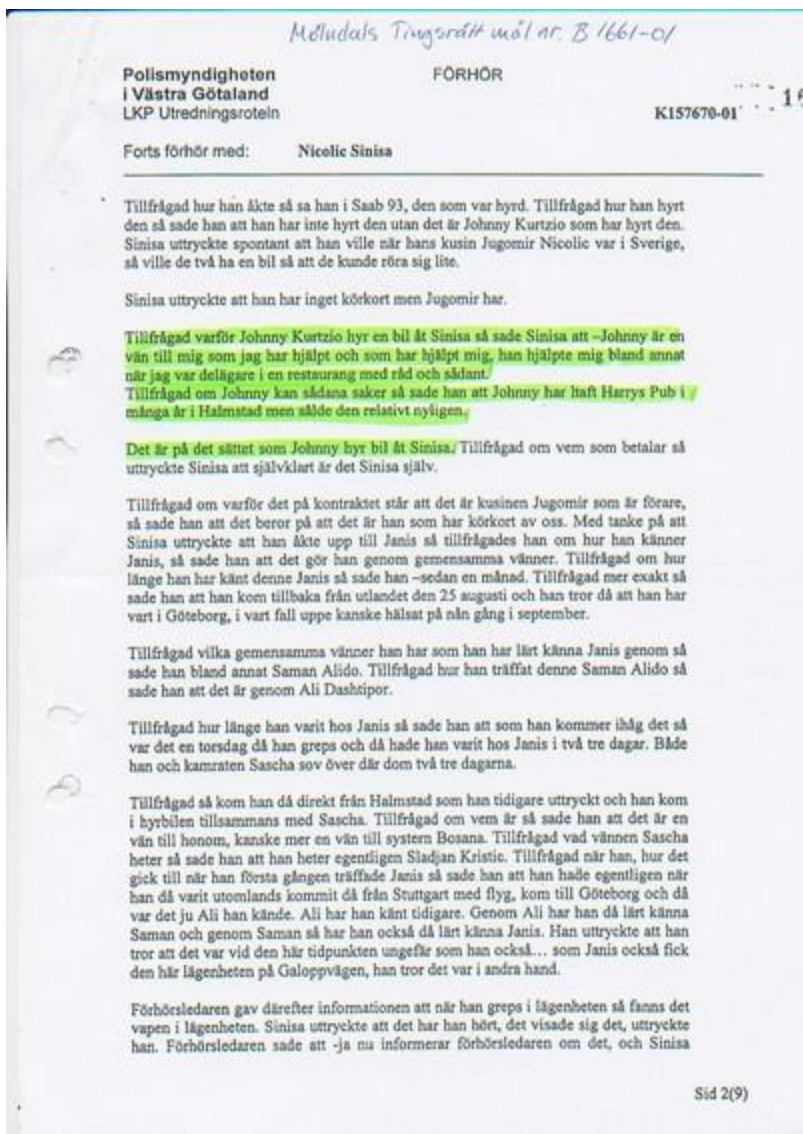 Mölndals Tingsrätt mål nr. B 1661-01
Polismyndigheten
i Västra Götaland
LKP Utredningsrotein
FÖRHÖR
K157670-01
16
Forts förhör med: Nicolic Sinisa
Tillfrågad hur han åkte så sa han i Saab 93, den som var hyrd. Tillfrågad hur han hyrt
den så sade han att han har inte hyrt den utan det är Johnny Kurtzio som har hyrt den.
Sinisa uttryckte spontant att han ville när hans kusin Jugomir Nicolic var i Sverige,
så ville de två ha en bil så att de kunde röra sig lite.
Sinisa uttryckte att han har inget körkort men Jugomir har.
Tillfrågad varför Johnny Kurtzio hyr en bil åt Sinisa så sade Sinisa att –Johnny är en
vän till mig som jag har hjälpt och som har hjälpt mig, han hjälpte mig bland annat
när jag var delägare i en restaurang med råd och sådant.
Tillfrågad om Johnny kan sådana saker så sade han att Johnny har haft Harrys Pub i
många år i Halmstad men sålde den relativt nyligen.
Det är på det sättet som Johnny hyr bil åt Sinisa. Tillfrågad om vem som betalar så
uttryckte Sinisa att självklart är det Sinisa själv.
Tillfrågad om varför det på kontraktet står att det är kusinen Jugomir som är förare,
så sade han att det beror på att det är han som har körkort av oss. Med tanke på att
Sinisa uttryckte att han åkte upp till Janis så tillfrågades han om hur han känner
Janis, så sade han att det gör han genom gemensamma vänner. Tillfrågad om hur
länge han har känt denne Janis så sade han –sedan en månad. Tillfrågad mer exakt så
sade han att han kom tillbaka från utlandet den 25 augusti och han tror då att han har
vart i Göteborg, i vart fall uppe kanske hälsat på nån gång i september.
Tillfrågad vilka gemensamma vänner han har som han har lärt känna Janis genom så
sade han bland annat Saman Alido. Tillfrågad hur han träffat denne Saman Alido så
sade han att det är genom Ali Dashtipor.
Tillfrågad hur länge han varit hos Janis så sade han att som han kommer ihåg det så
var det en torsdag då han greps och då hade han varit hos Janis i två tre dagar. Både
han och kamraten Sascha sov över där dom två tre dagarna.
Tillfrågad så kom han då direkt från Halmstad som han tidigare uttryckt och han kom
i hyrbilen tillsammans med Sascha. Tillfrågad om vem är så sade han att det är en
vän till honom, kanske mer en vän till system Bosana. Tillfrågad vad vännen Sascha
heter så sade han att han heter egentligen Sladjan Kristic. Tillfrågad när han, hur det
gick till när han första gången träffade Janis så sade han att han hade egentligen när
han då varit utomlands kommit då från Stuttgart med flyg, kom till Göteborg och då
var det ju Ali han kände. Ali har han känt tidigare. Genom Ali har han då lärt känna
Saman och genom Saman så har han också då lärt känna Janis. Han uttryckte att han
tror att det var vid den här tidpunkten ungefär som han också... som Janis också fick
den här lägenheten på Galoppvägen, han tror det var i andra hand.
Förhörsledaren gav därefter informationen att när han greps i lägenheten så fanns det
vapen i lägenheten. Sinisa uttryckte att det har han hört, det visade sig det, uttryckte
han. Förhörsledaren sade att -ja nu informerar förhörsledaren om det, och Sinisa
Sid 2(9)